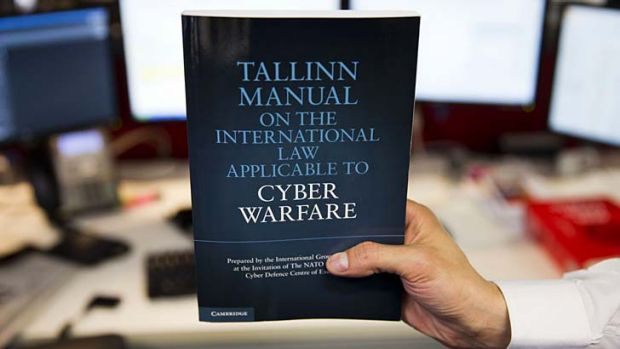 TALLINN
MANUAL
ON THE
INTERNATIONAL
LAW
APPLICABLE TO
CYBER
WARFARE
Prepared by the International
at the Invitation of The NATO
Cyber Defence Centre of
CAMBRIDGE